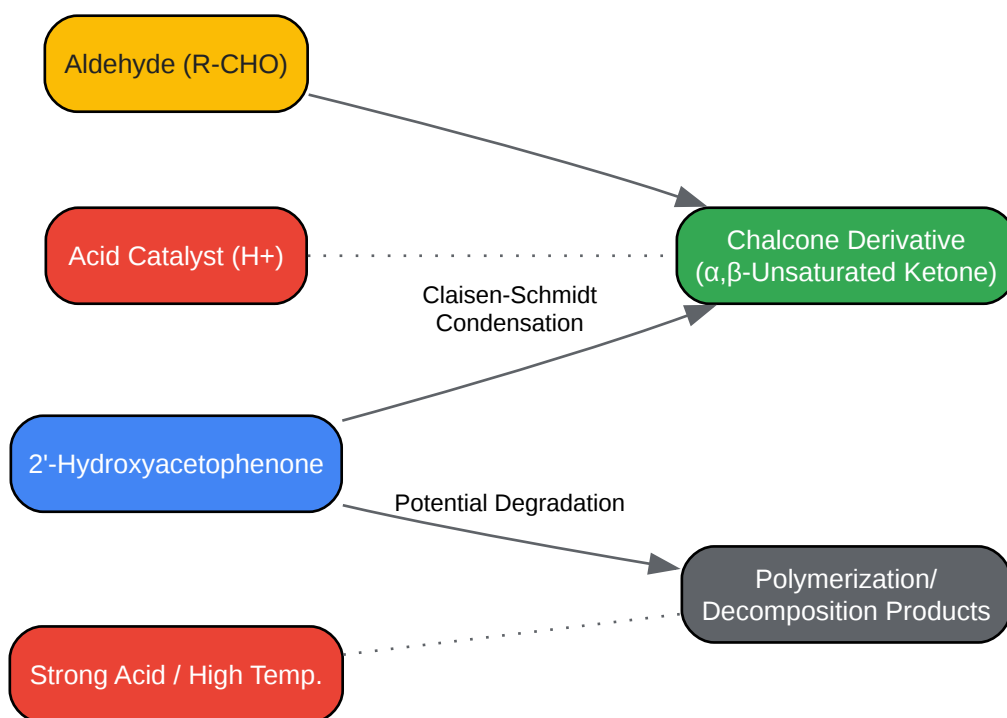 Aldehyde (R-CHO)
Acid Catalyst (H+)
Chalcone Derivative
(α,β-Unsaturated Ketone)
Claisen-Schmidt
Condensation
2'-Hydroxyacetophenone
Potential Degradation
Polymerization/
Decomposition Products
Strong Acid / High Temp.